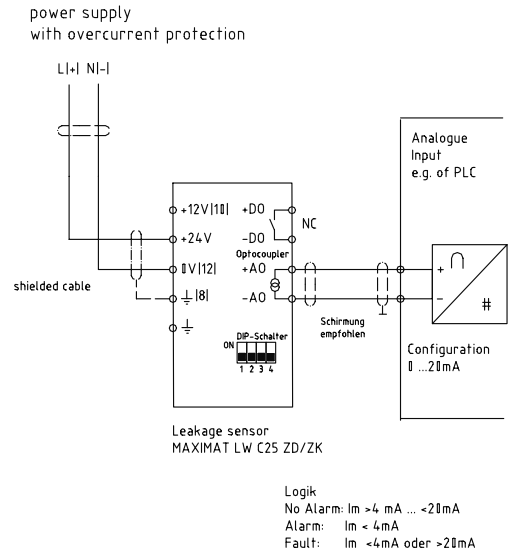 power supply
with overcurrent protection
L|+| N|-|
Analogue
Input
e.g. of PLC
+12V|10| +DO
NC
+24V -DO
Optocoupler
0V|12| +AO
+
shielded cable
|8| -AO
-
#
Schirmung
empfohlen
DIP-Schalter
ON
1 2 3 4
Configuration
0 ...20mA
Leakage sensor
MAXIMAT LW C25 ZD/ZK
Logik
No Alarm: Im >4 mA ... <20mA
Alarm: Im < 4mA
Fault: Im <4mA oder >20mA